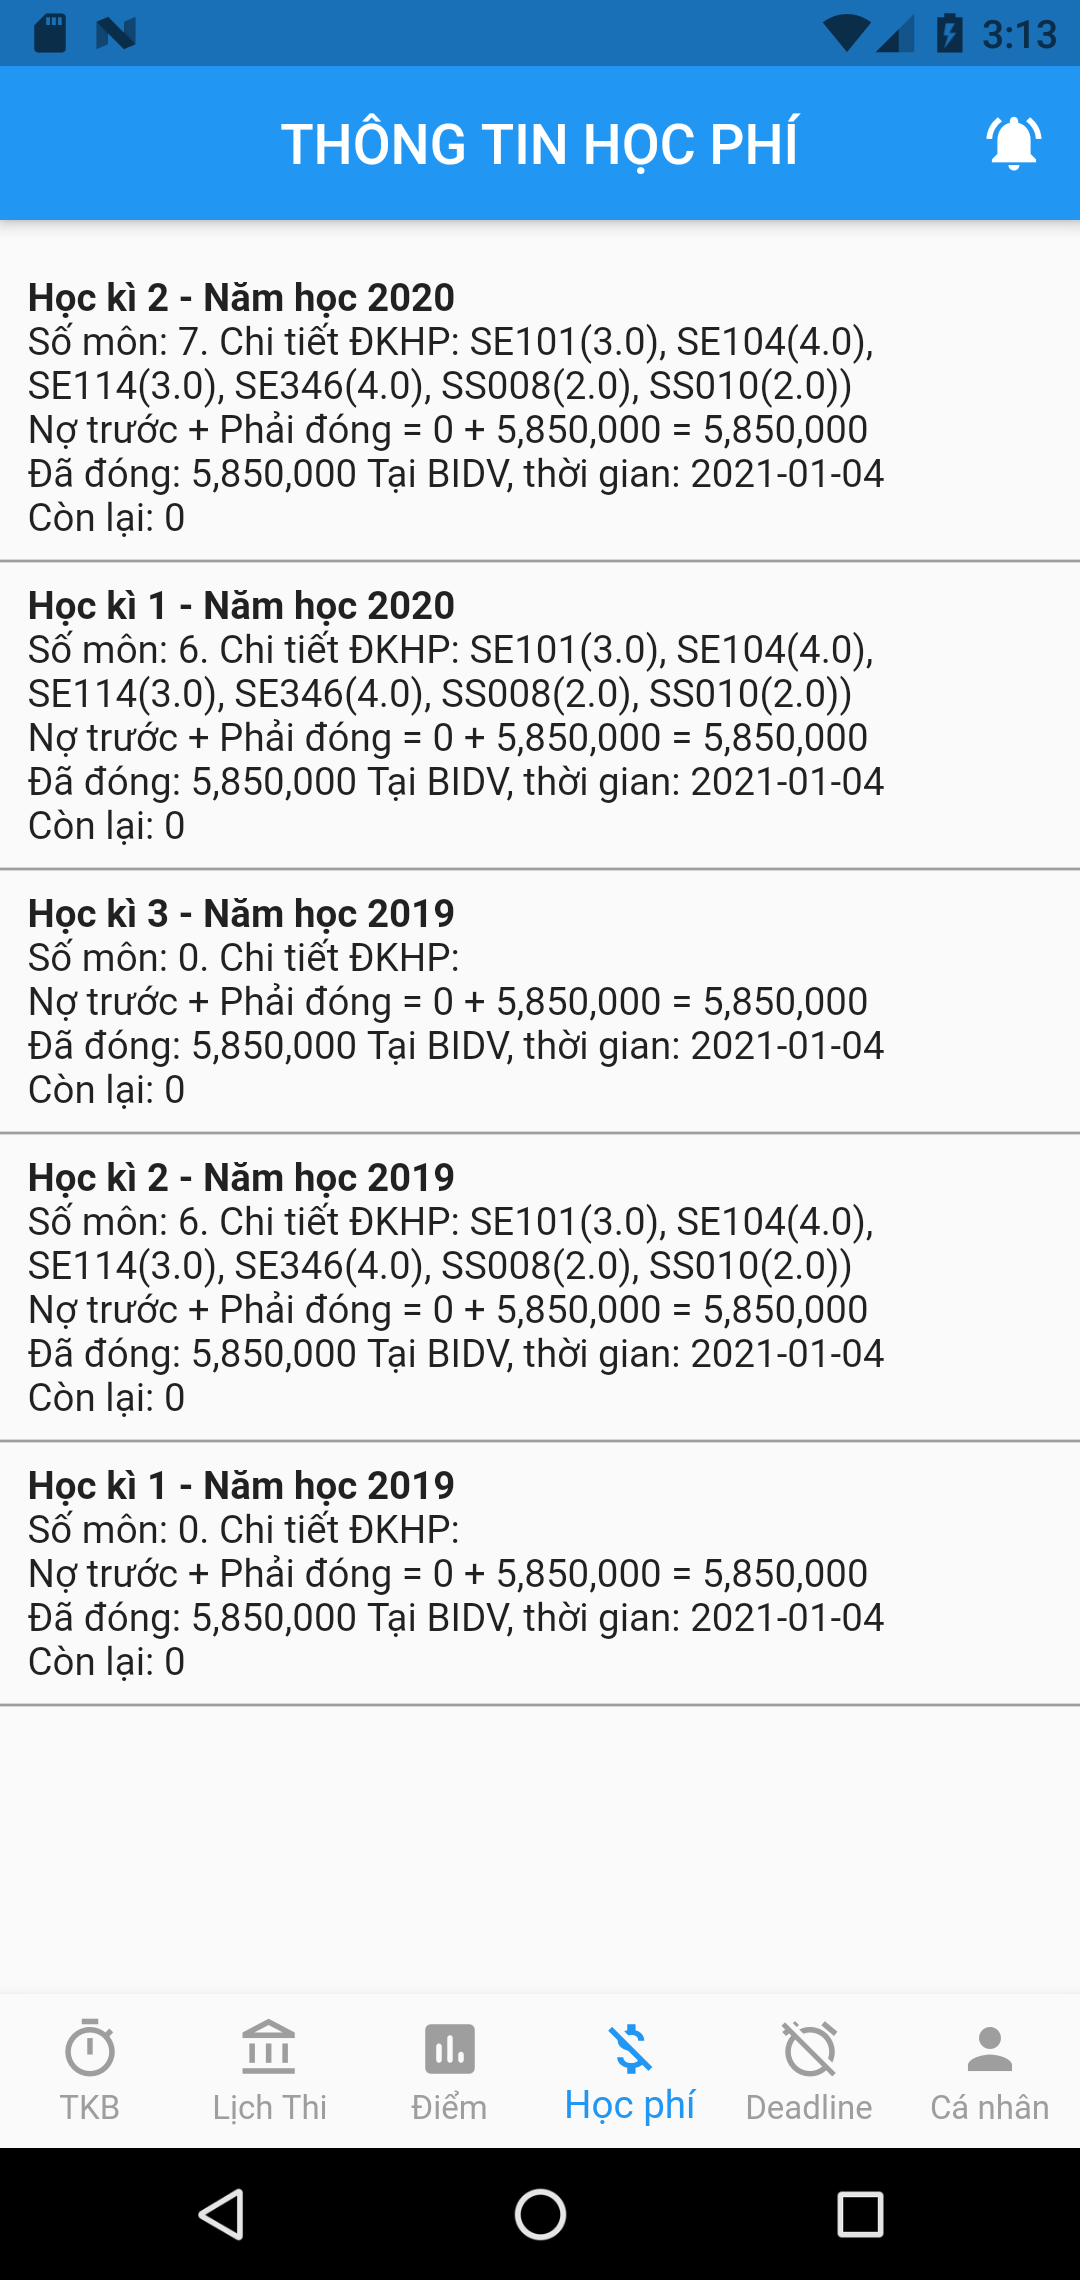 3:13
THÔNG TIN HỌC PHÍ
Học kì 2 - Năm học 2020
Số môn: 7. Chi tiết ĐKHP: SE101(3.0), SE104(4.0),
SE114(3.0), SE346(4.0), SS008(2.0), SS010(2.0))
Nợ trước + Phải đóng = 0 + 5,850,000 = 5,850,000
Đã đóng: 5,850,000 Tại BIDV, thời gian: 2021-01-04
Còn lại: 0
Học kì 1 - Năm học 2020
Số môn: 6. Chi tiết ĐKHP: SE101(3.0), SE104(4.0),
SE114(3.0), SE346(4.0), SS008(2.0), SS010(2.0))
Nợ trước + Phải đóng = 0 + 5,850,000 = 5,850,000
Đã đóng: 5,850,000 Tại BIDV, thời gian: 2021-01-04
Còn lại: 0
Học kì 3 - Năm học 2019
Số môn: 0. Chi tiết ĐKHP:
Nợ trước + Phải đóng = 0 + 5,850,000 = 5,850,000
Đã đóng: 5,850,000 Tại BIDV, thời gian: 2021-01-04
Còn lại: 0
Học kì 2 - Năm học 2019
Số môn: 6. Chi tiết ĐKHP: SE101(3.0), SE104(4.0),
SE114(3.0), SE346(4.0), SS008(2.0), SS010(2.0))
Nợ trước + Phải đóng = 0 + 5,850,000 = 5,850,000
Đã đóng: 5,850,000 Tại BIDV, thời gian: 2021-01-04
Còn lại: 0
Học kì 1 - Năm học 2019
Số môn: 0. Chi tiết ĐKHP:
Nợ trước + Phải đóng = 0 + 5,850,000 = 5,850,000
Đã đóng: 5,850,000 Tại BIDV, thời gian: 2021-01-04
Còn lại: 0
TKB
Lịch Thi
Điểm
Học phí
Deadline
Cá nhân